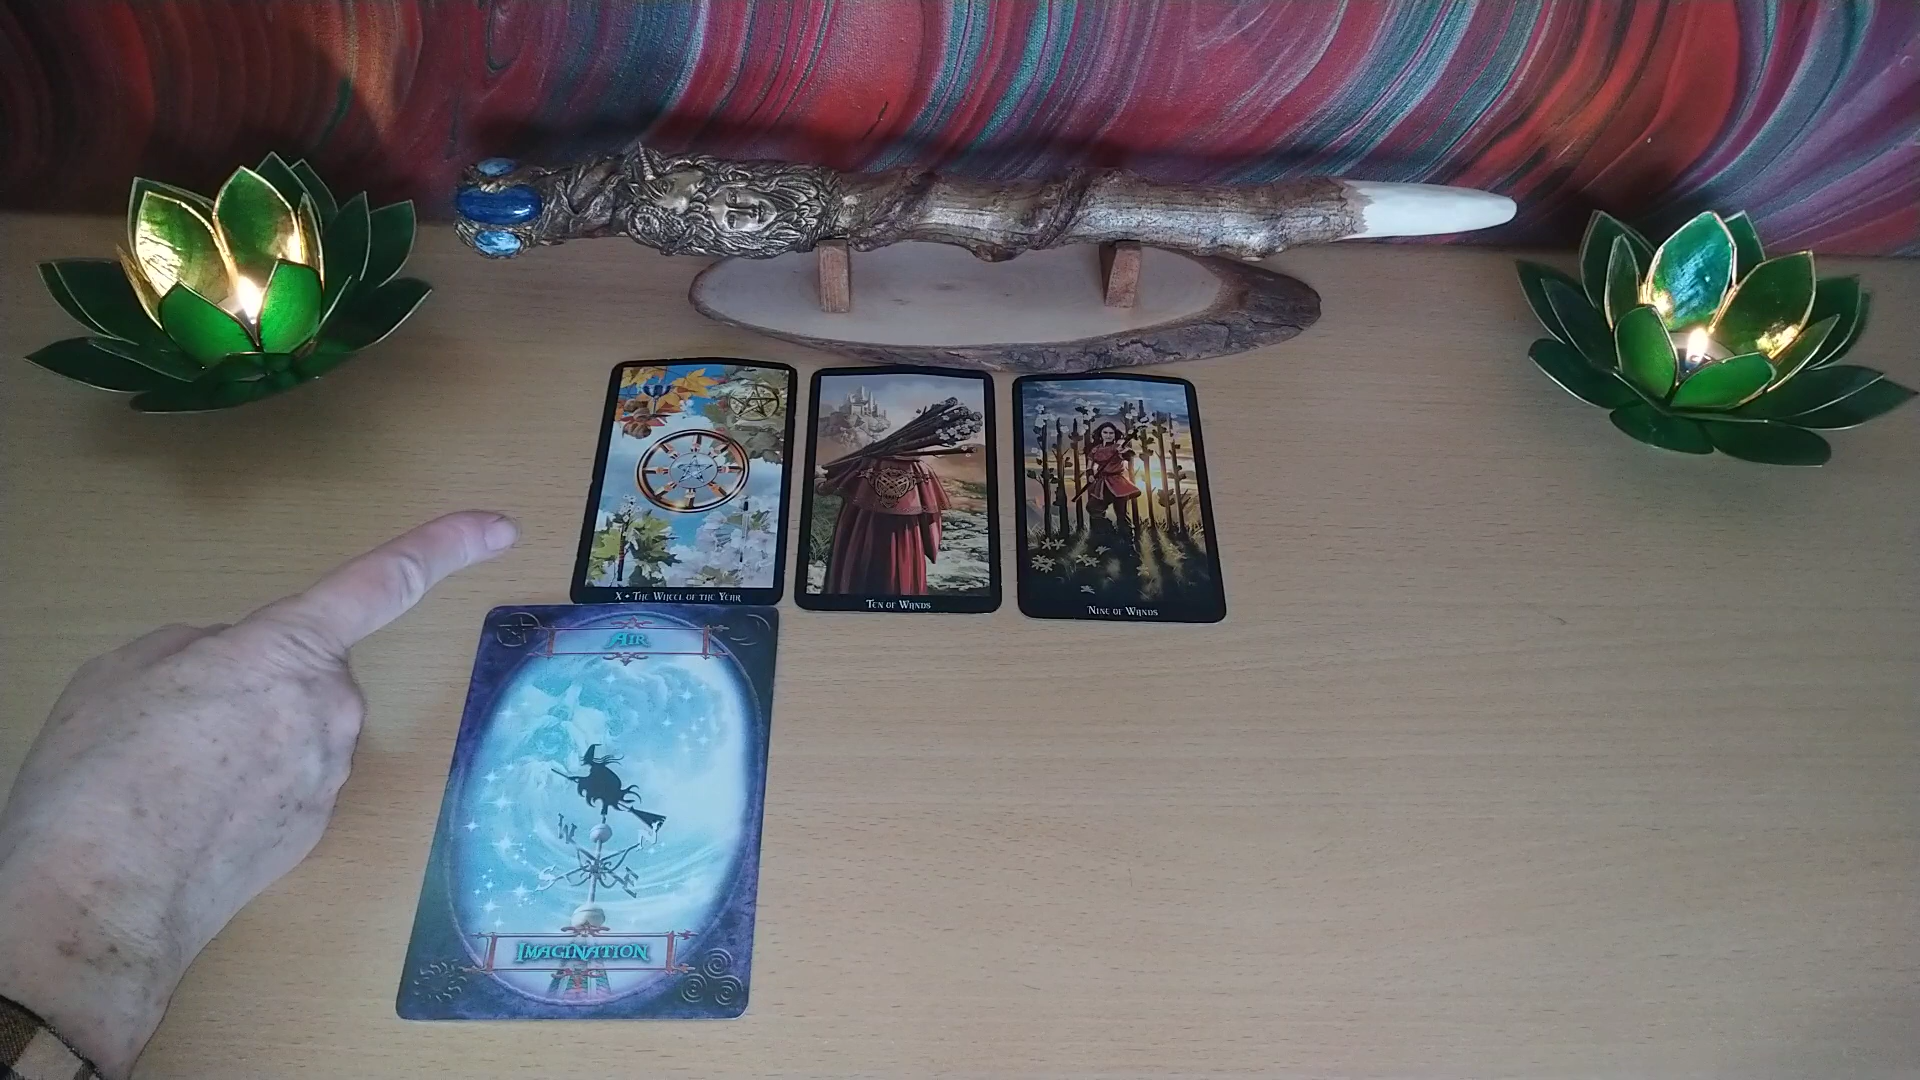 X • The Wheel of the Year
Ten of Wands
Nine of Wands
Air
W N
S E
Imagination